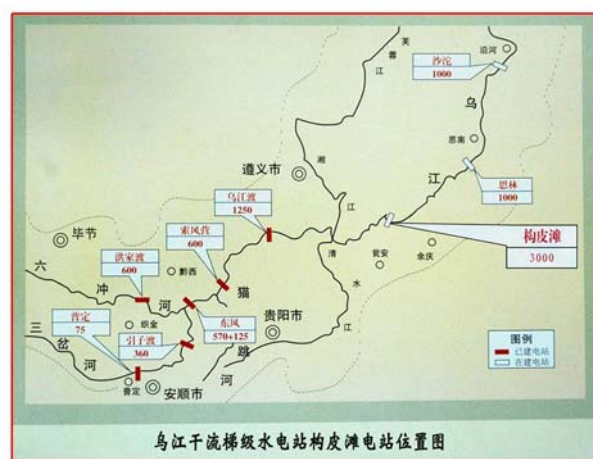 芙
蓉
江
沿河
沙沱
1000
乌
江
思南
思林
1000
湘
江
遵义市
乌江渡
1250
索风营
600
构皮滩
3000
毕节
洪家渡
600
黔西
猫
跳
河
六
冲
河
清
水
江
瓮安
余庆
普定
75
织金
东风
570+125
贵阳市
引子渡
360
三
岔
河
普定
安顺市
图例
已建电站
在建电站
乌江干流梯级水电站构皮滩电站位置图